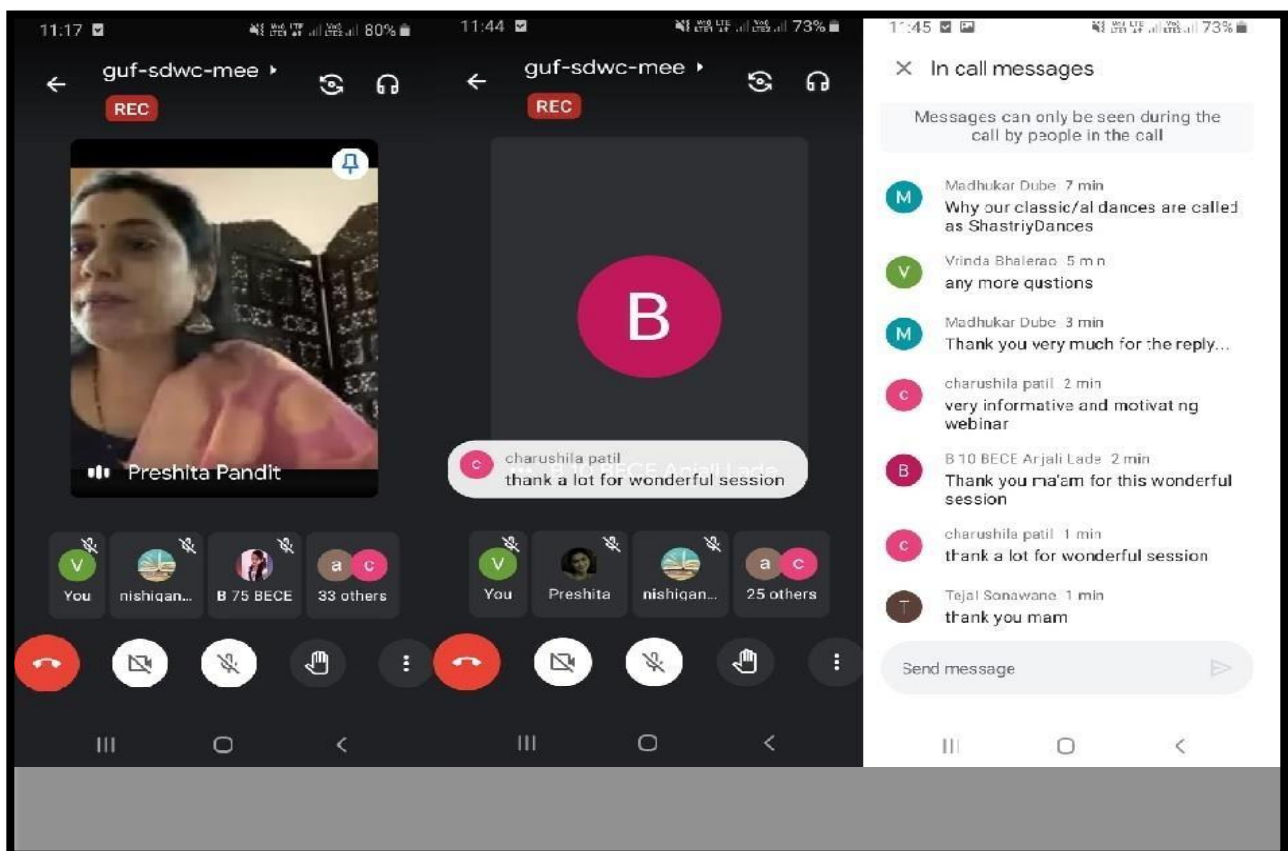 11:17
80%
guf-sdwc-mee
REC
Preshita Pandit
V
You
nishigan...
B 75 BECE
a c
33 others
11:44
73%
guf-sdwc-mee
REC
B
c
charushila patil
thank a lot for wonderful session
V
You
Preshita
nishigan...
a c
25 others
11:45
73%
In call messages
Messages can only be seen during the
call by people in the call
M
Madhukar Dube 7 min
Why our classic/al dances are called
as ShastriyDances
V
Vrinda Bhalerao 5 min
any more qustions
M
Madhukar Dube 3 min
Thank you very much for the reply...
c
charushila patil 2 min
very informative and motivating
webinar
B
B 10 BECE Anjali Lade 2 min
Thank you ma'am for this wonderful
session
c
charushila patil 1 min
thank a lot for wonderful session
T
Tejal Sonawane 1 min
thank you mam
Send message